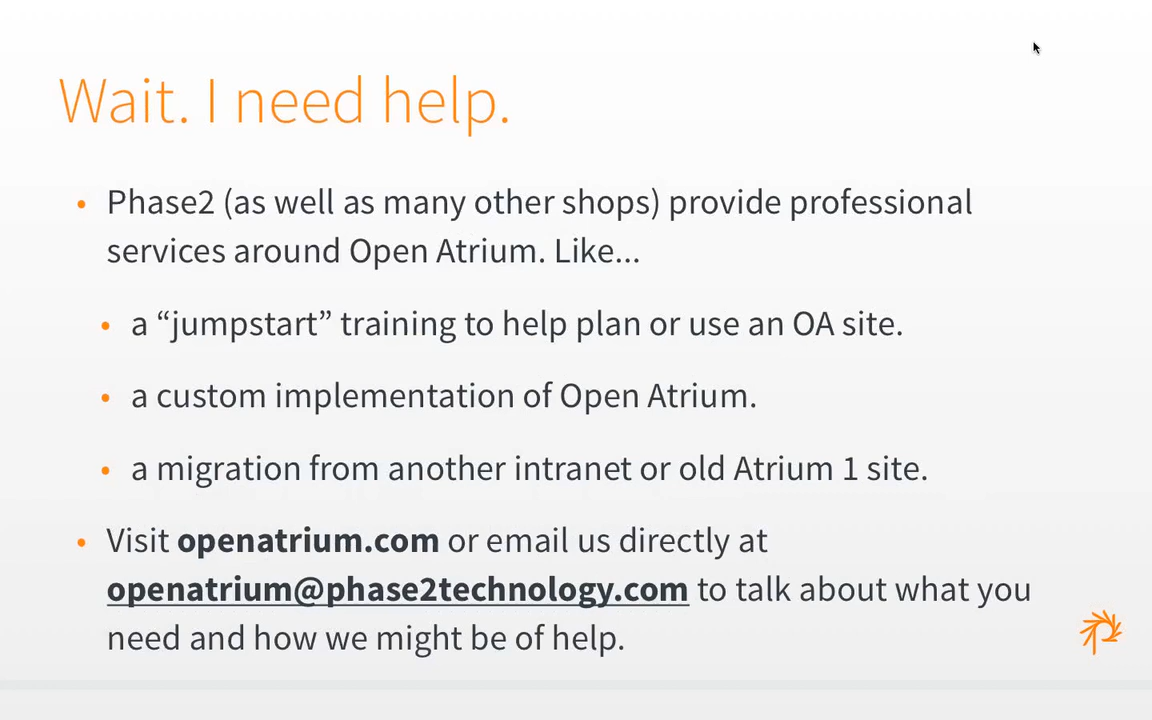 Wait. I need help.
• Phase2 (as well as many other shops) provide professional
services around Open Atrium. Like...
• a “jumpstart” training to help plan or use an OA site.
• a custom implementation of Open Atrium.
• a migration from another intranet or old Atrium 1 site.
• Visit openatrium.com or email us directly at
openatrium@phase2technology.com to talk about what you
need and how we might be of help.